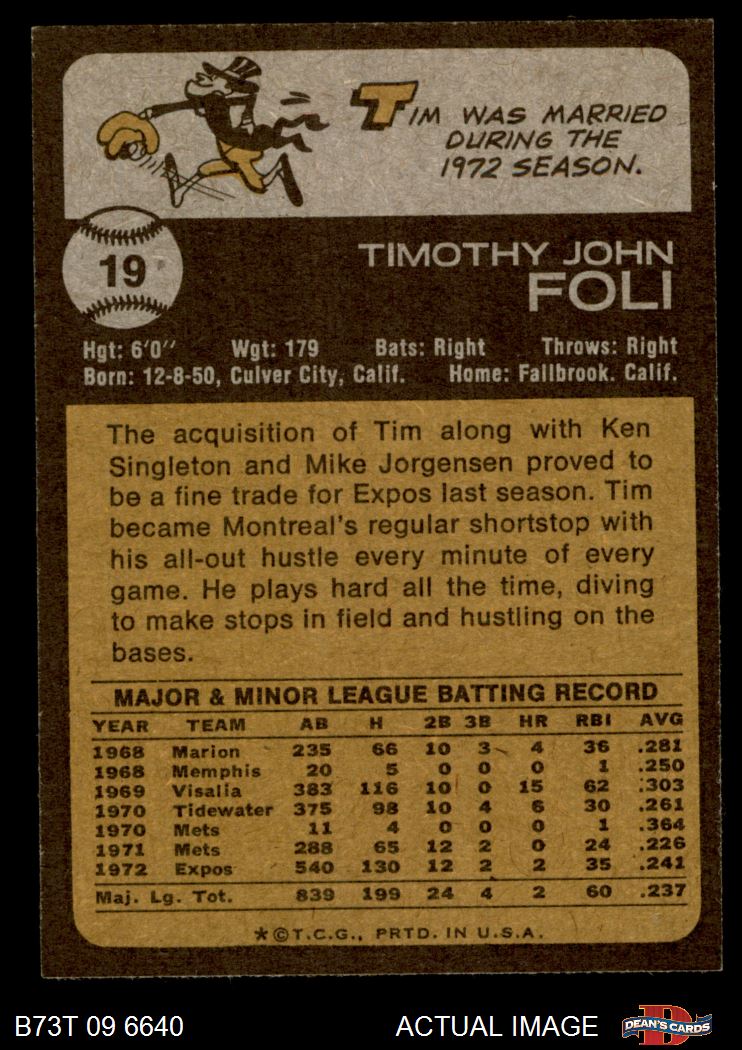 TIM WAS MARRIED
DURING THE
1972 SEASON.
19
TIMOTHY JOHN
FOLI
Hgt: 6'0" Wgt: 179 Bats: Right Throws: Right
Born: 12-8-50, Culver City, Calif. Home: Fallbrook. Calif.
The acquisition of Tim along with Ken
Singleton and Mike Jorgensen proved to
be a fine trade for Expos last season. Tim
became Montreal's regular shortstop with
his all-out hustle every minute of every
game. He plays hard all the time, diving
to make stops in field and hustling on the
bases.
MAJOR & MINOR LEAGUE BATTING RECORD
YEAR TEAM AB H 2B 3B HR RBI AVG
1968 Marion 235 66 10 3 4 36 .281
1968 Memphis 20 5 0 0 0 1 .250
1969 Visalia 383 116 10 0 15 62 .303
1970 Tidewater 375 98 10 4 6 30 .261
1970 Mets 11 4 0 0 0 1 .364
1971 Mets 288 65 12 2 0 24 .226
1972 Expos 540 130 12 2 2 35 .241
Maj. Lg. Tot. 839 199 24 4 2 60 .237
*©T.C.G., PRTD. IN U.S.A.
B73T 09 6640 ACTUAL IMAGE D DEAN'S CARDS